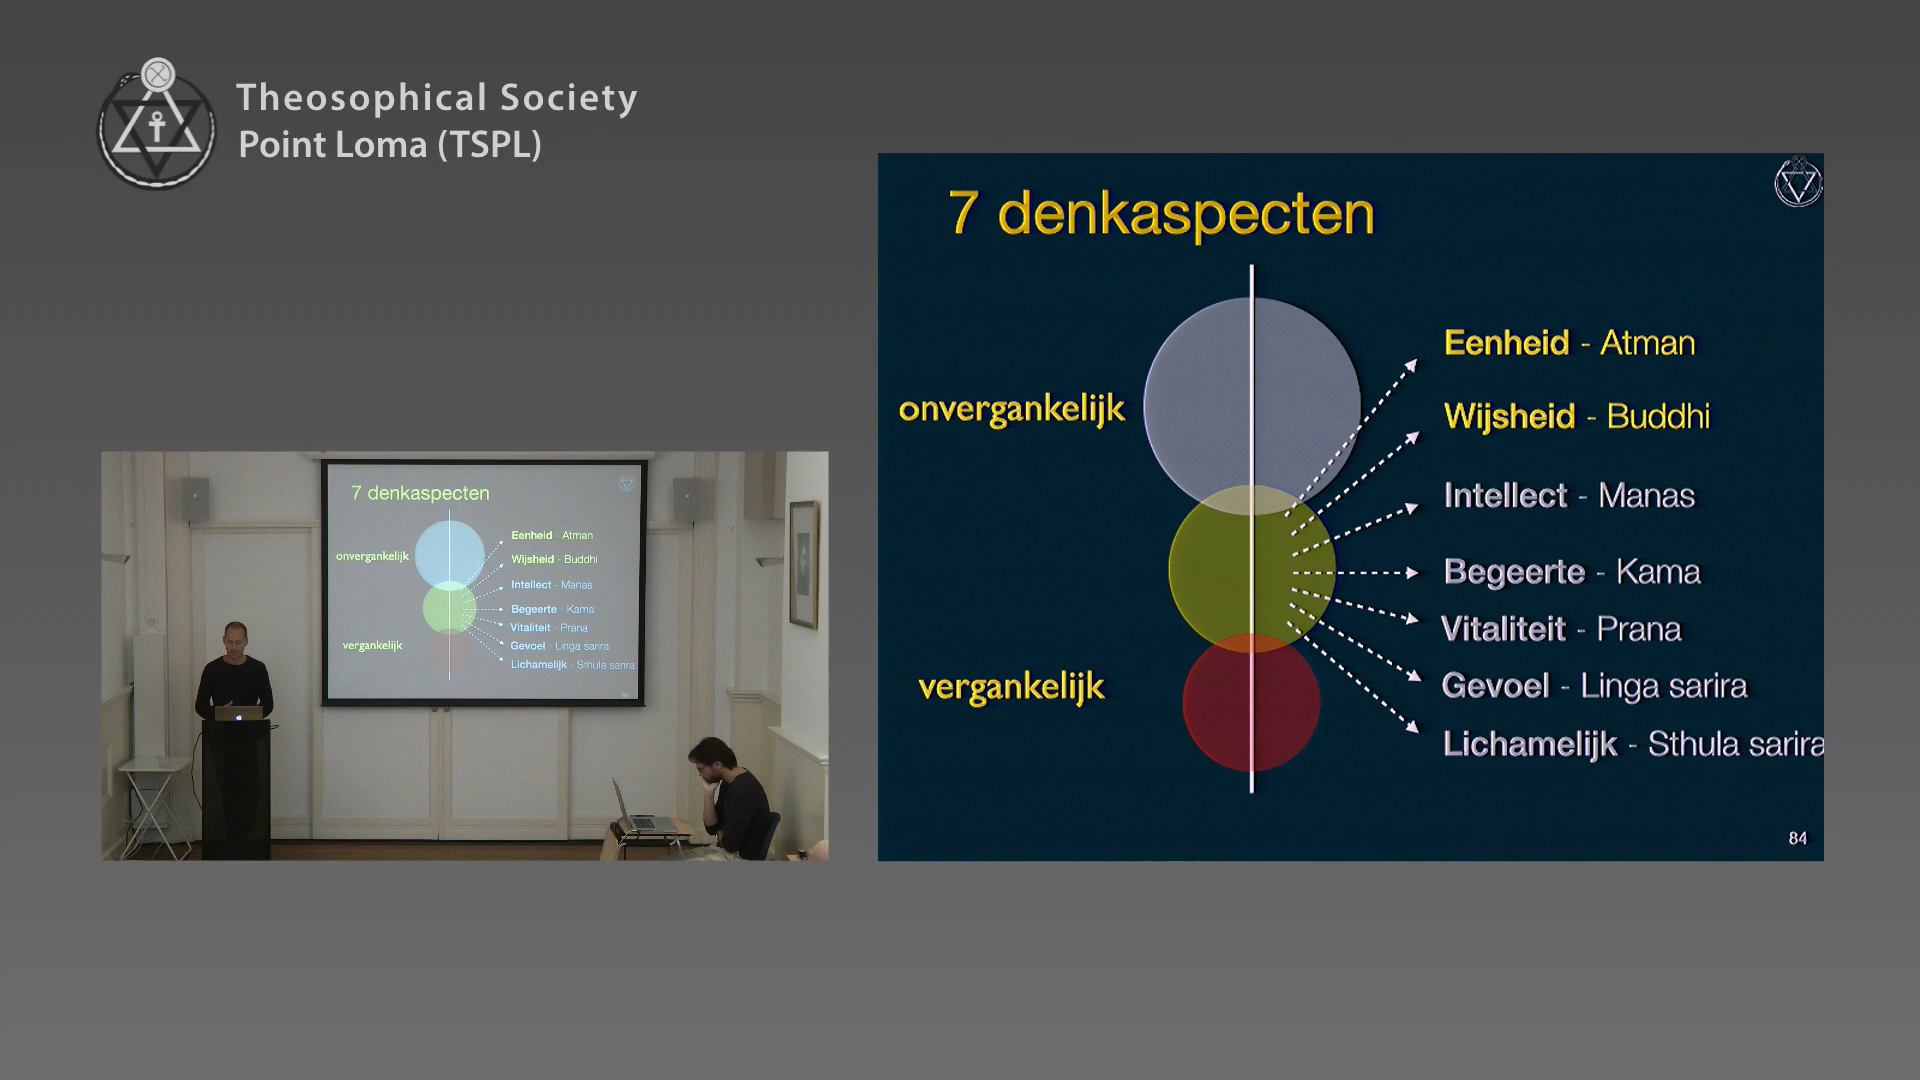 Theosophical Society
Point Loma (TSPL)
7 denkaspecten
onvergankelijk
vergankelijk
Eenheid - Atman
Wijsheid - Buddhi
Intellect - Manas
Begeerte - Kama
Vitaliteit - Prana
Gevoel - Linga sarira
Lichamelijk - Sthula sarira
84
7 denkaspecten
onvergankelijk
vergankelijk
Eenheid - Atman
Wijsheid - Buddhi
Intellect - Manas
Begeerte - Kama
Vitaliteit - Prana
Gevoel - Linga sarira
Lichamelijk - Sthula sarira